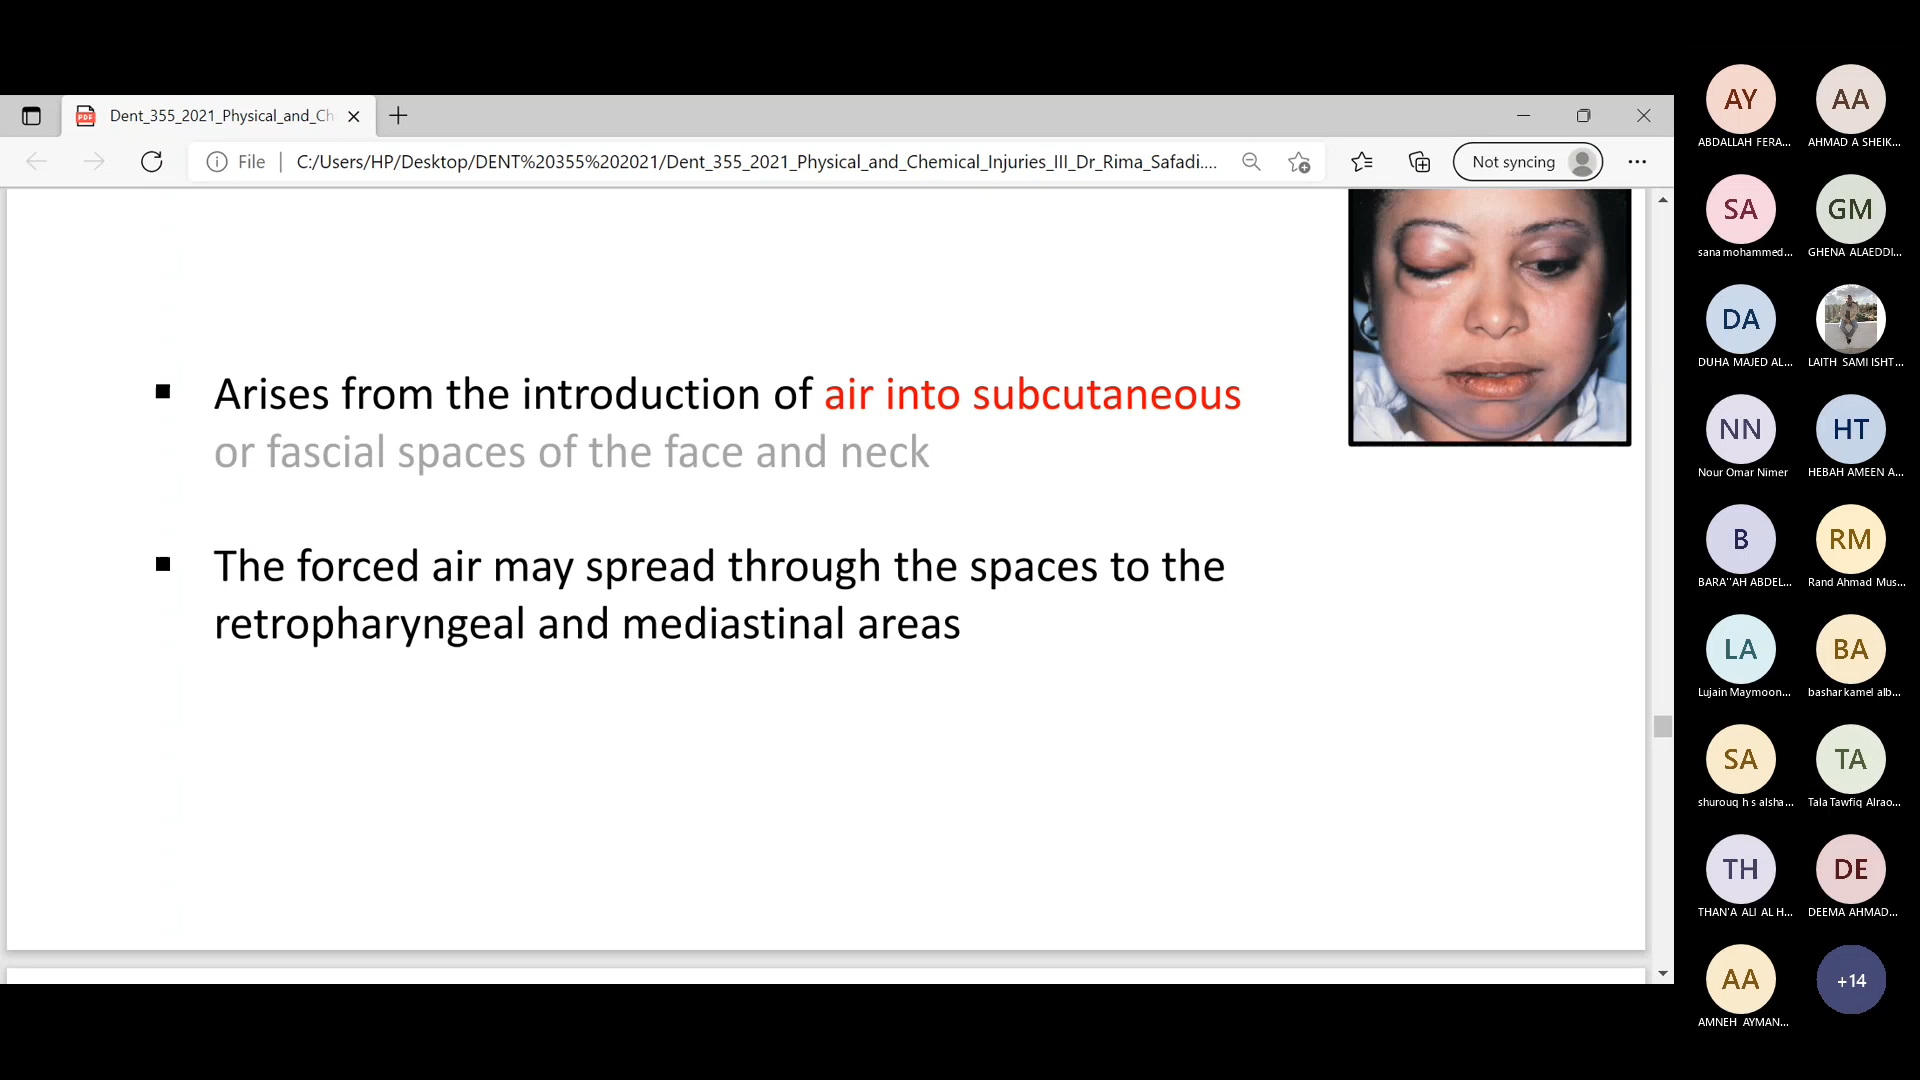 Dent_355_2021_Physical_and_Ch
File
C:/Users/HP/Desktop/DENT%20355%202021/Dent_355_2021_Physical_and_Chemical_Injuries_III_Dr_Rima_Safadi....
Not syncing
▪ Arises from the introduction of air into subcutaneous
or fascial spaces of the face and neck
▪ The forced air may spread through the spaces to the
retropharyngeal and mediastinal areas
AY AA
ABDALLAH FERA... AHMAD A SHEIK...
SA GM
sana mohammed... GHENA ALAEDDI...
DA
DUHA MAJED AL... LAITH SAMI ISHT...
NN HT
Nour Omar Nimer HEBAH AMEEN A...
B RM
BARA''AH ABDEL... Rand Ahmad Mus...
LA BA
Lujain Maymoon... bashar kamel alb...
SA TA
shurouq h s alsha... Tala Tawfiq Alrao...
TH DE
THAN'A ALI AL H... DEEMA AHMAD...
AA +14
AMNEH AYMAN...